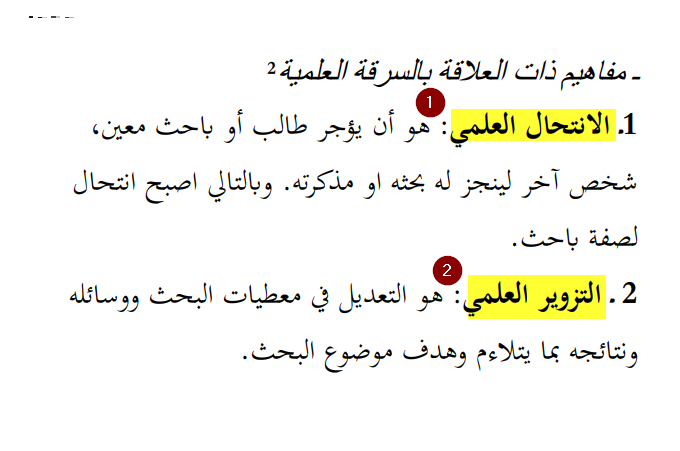 ـ مفاهيم ذات العلاقة بالسرقة العلمية2
1. الانتحال العلمي: هو أن يؤجر طالب أو باحث معين،
شخص آخر لينجز له بحثه او مذكرته. وبالتالي اصبح انتحال
لصفة باحث.
2 ـ التزوير العلمي: هو التعديل في معطيات البحث ووسائله
ونتائجه بما يتلاءم وهدف موضوع البحث.
1
2